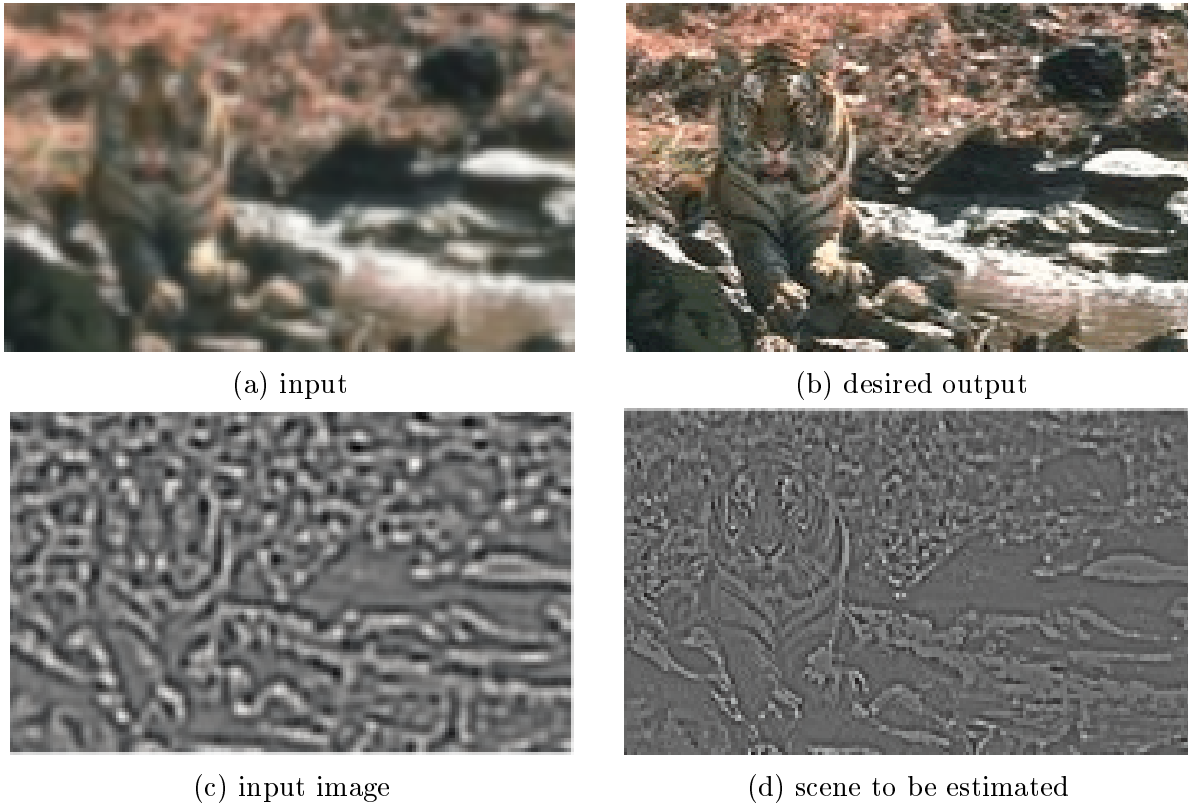 (a) input
(b) desired output
(c) input image
(d) scene to be estimated